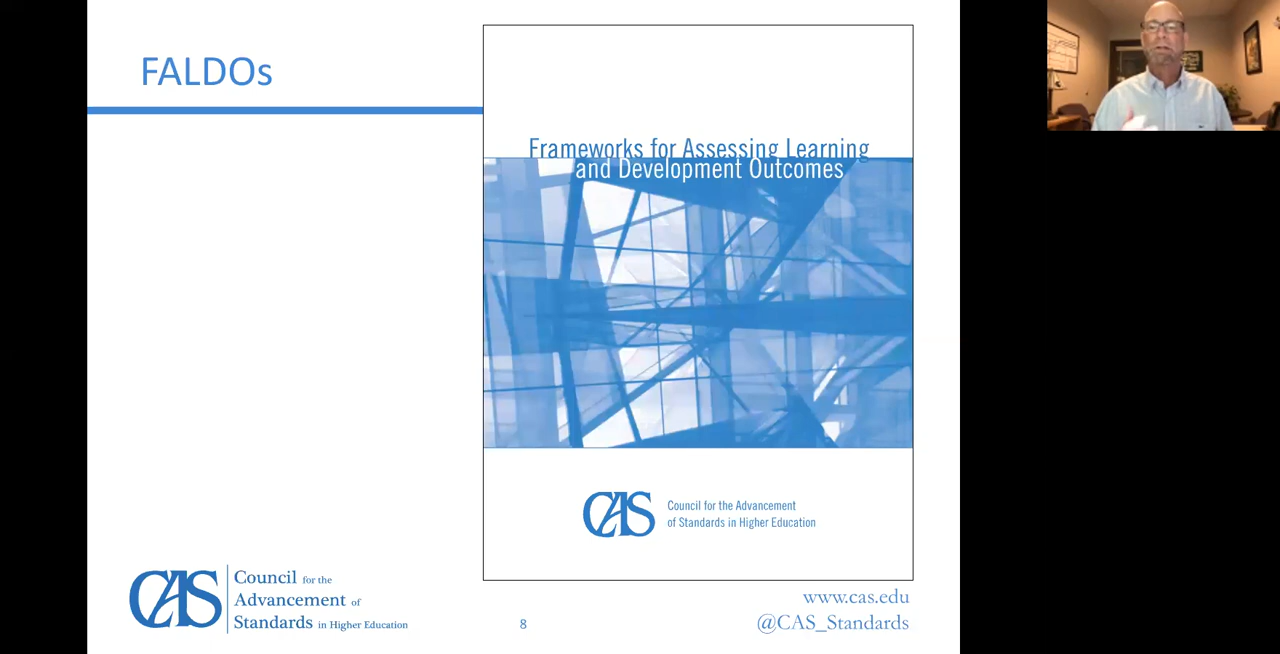 FALDOs
Frameworks for Assessing Learning
and Development Outcomes
CAS
Council for the Advancement
of Standards in Higher Education
CAS
Council for the
Advancement of
Standards in Higher Education
8
www.cas.edu
@CAS_Standards